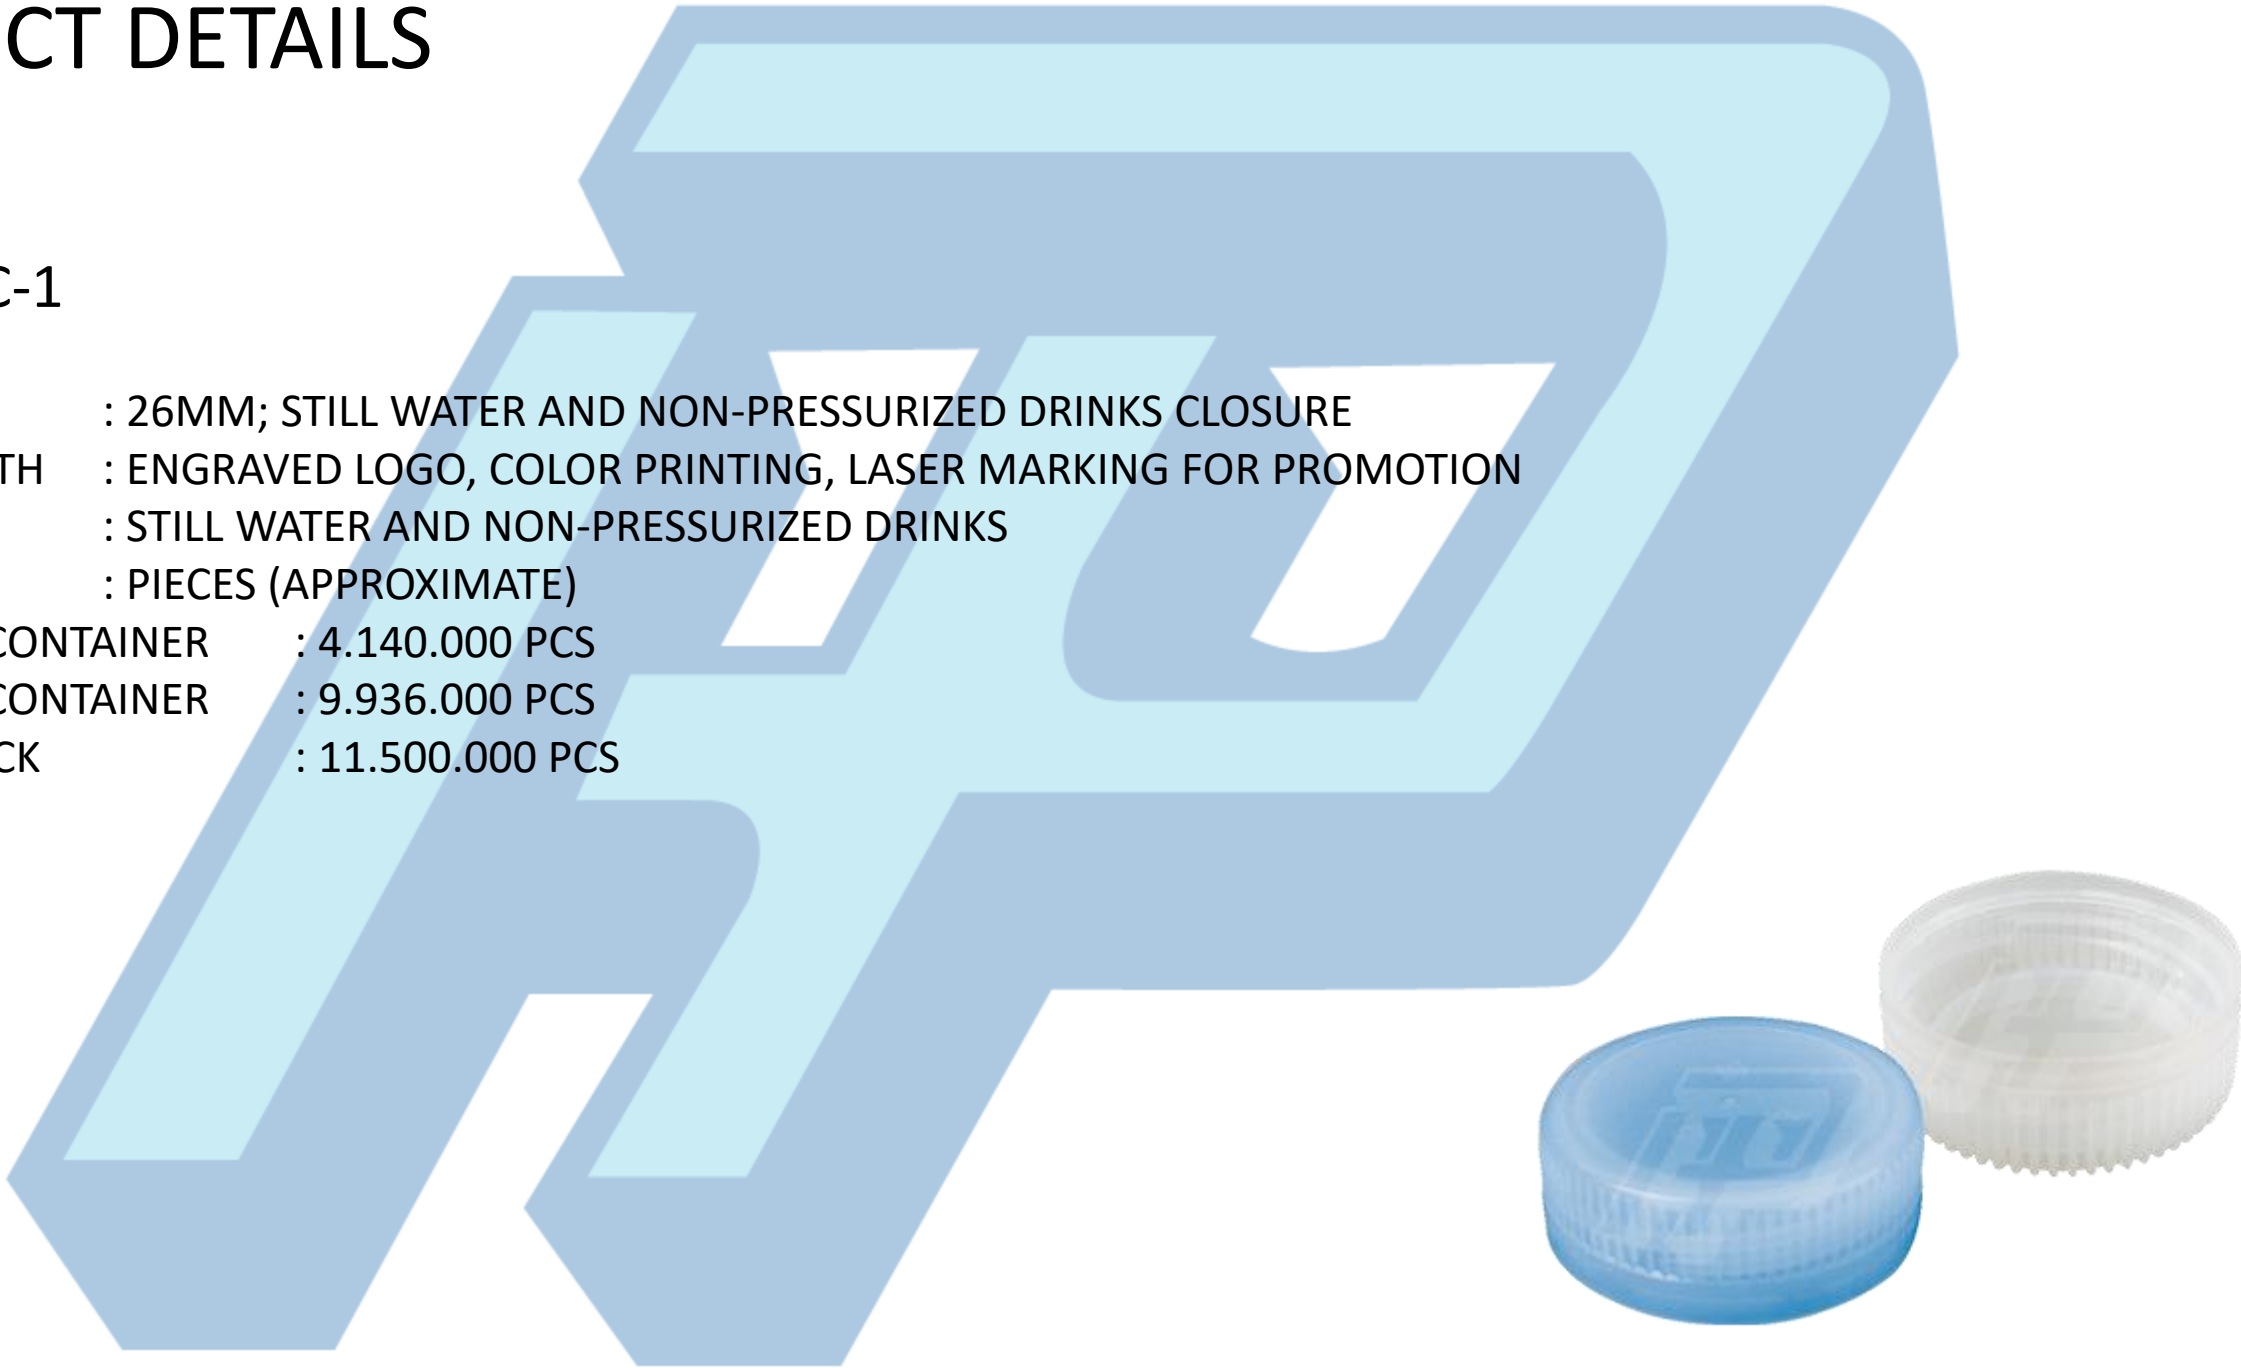 CT DETAILS
C-1
: 26MM; STILL WATER AND NON-PRESSURIZED DRINKS CLOSURE
TH : ENGRAVED LOGO, COLOR PRINTING, LASER MARKING FOR PROMOTION
: STILL WATER AND NON-PRESSURIZED DRINKS
: PIECES (APPROXIMATE)
CONTAINER : 4.140.000 PCS
CONTAINER : 9.936.000 PCS
CK : 11.500.000 PCS